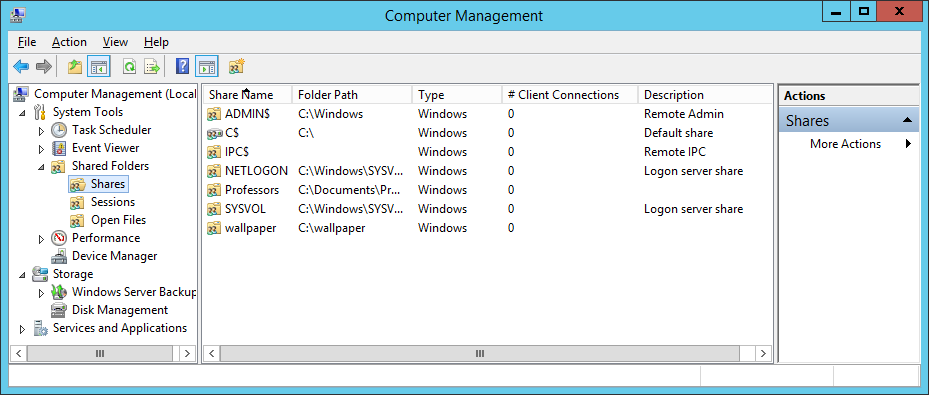 Computer Management
File Action View Help
Computer Management (Local
System Tools
Task Scheduler
Event Viewer
Shared Folders
Shares
Sessions
Open Files
Performance
Device Manager
Storage
Windows Server Backup
Disk Management
Services and Applications
Share Name Folder Path Type # Client Connections Description
ADMIN$ C:\Windows Windows 0 Remote Admin
C$ C:\ Windows 0 Default share
IPC$ Windows 0 Remote IPC
NETLOGON C:\Windows\SYSV... Windows 0 Logon server share
Professors C:\Documents\Pr... Windows 0
SYSVOL C:\Windows\SYSV... Windows 0 Logon server share
wallpaper C:\wallpaper Windows 0
Actions
Shares
More Actions